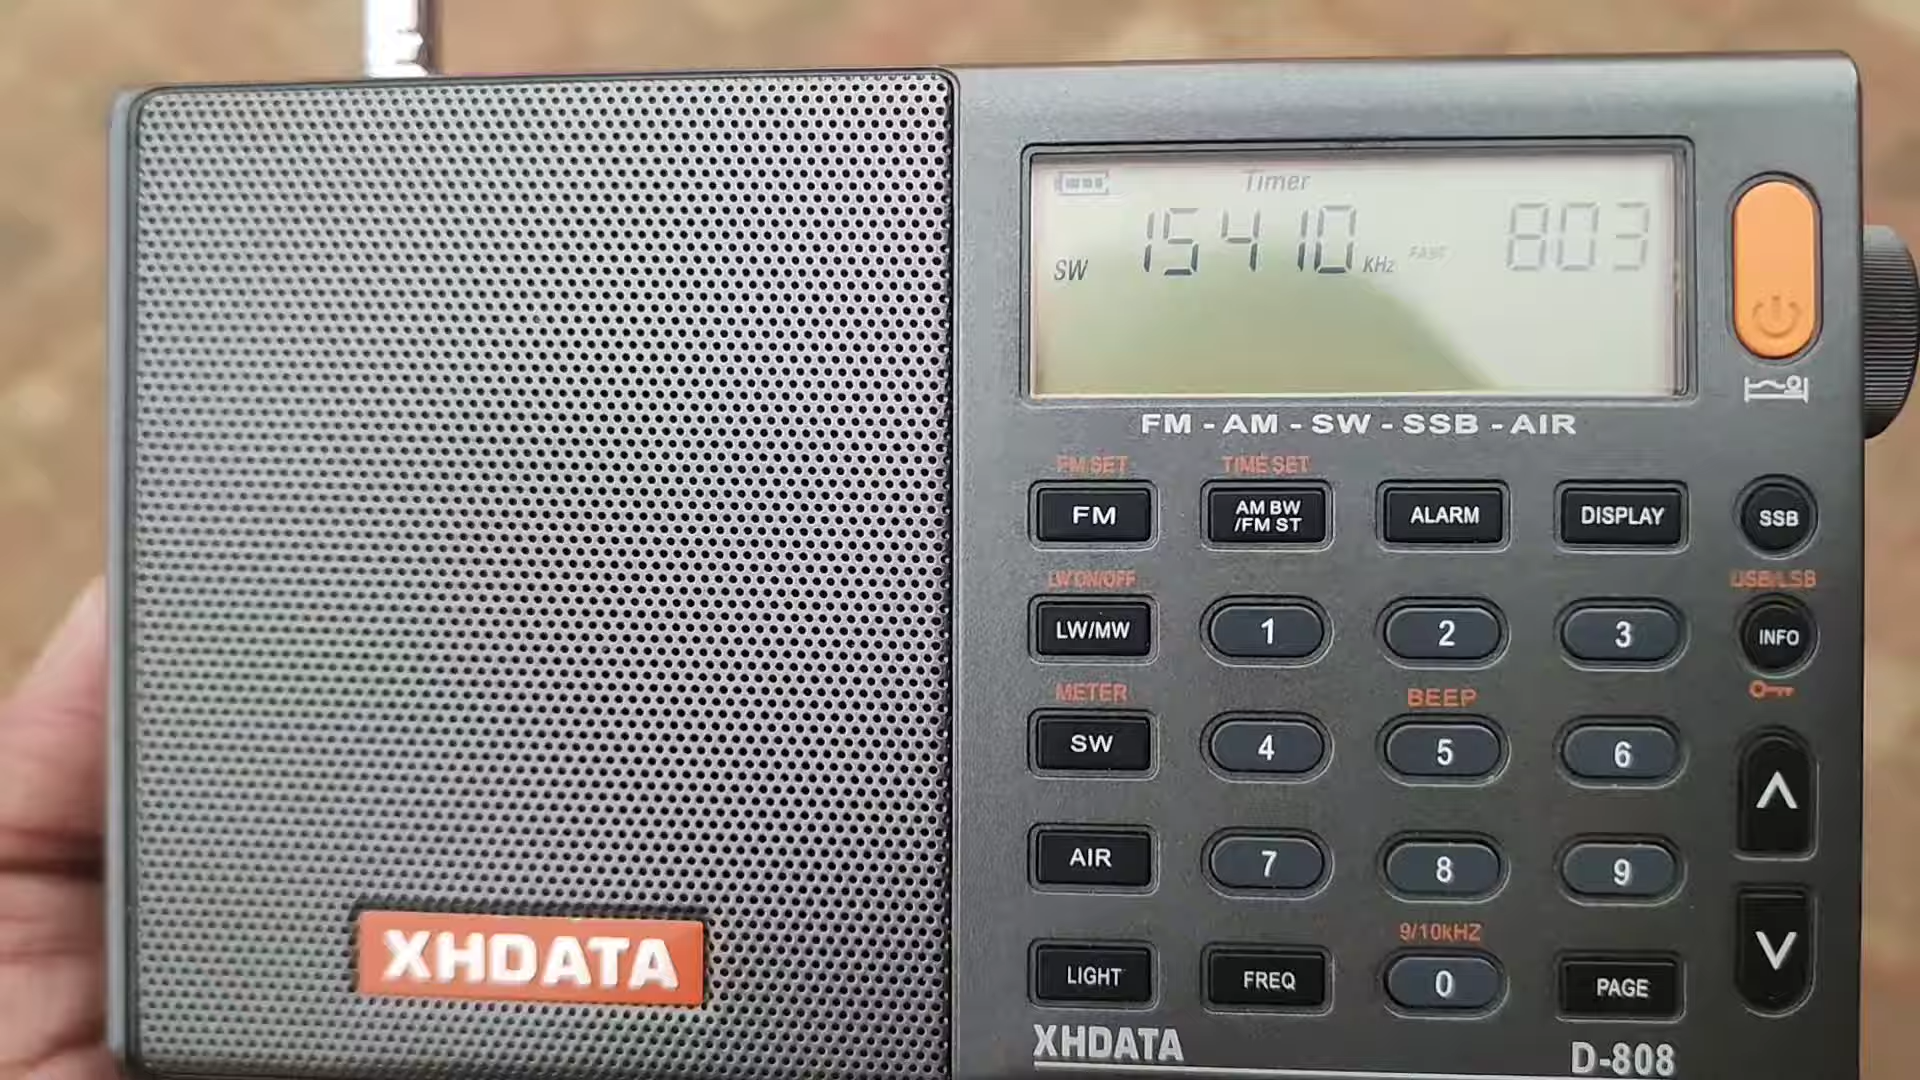 Timer
SW 15410 KHz FAST 803
FM - AM - SW - SSB - AIR
FM SET TIME SET
FM AM BW /FM ST ALARM DISPLAY SSB
LW ON/OFF USB/LSB
LW/MW 1 2 3 INFO
METER BEEP
SW 4 5 6
AIR 7 8 9
9/10kHZ
LIGHT FREQ 0 PAGE
XHDATA
XHDATA D-808